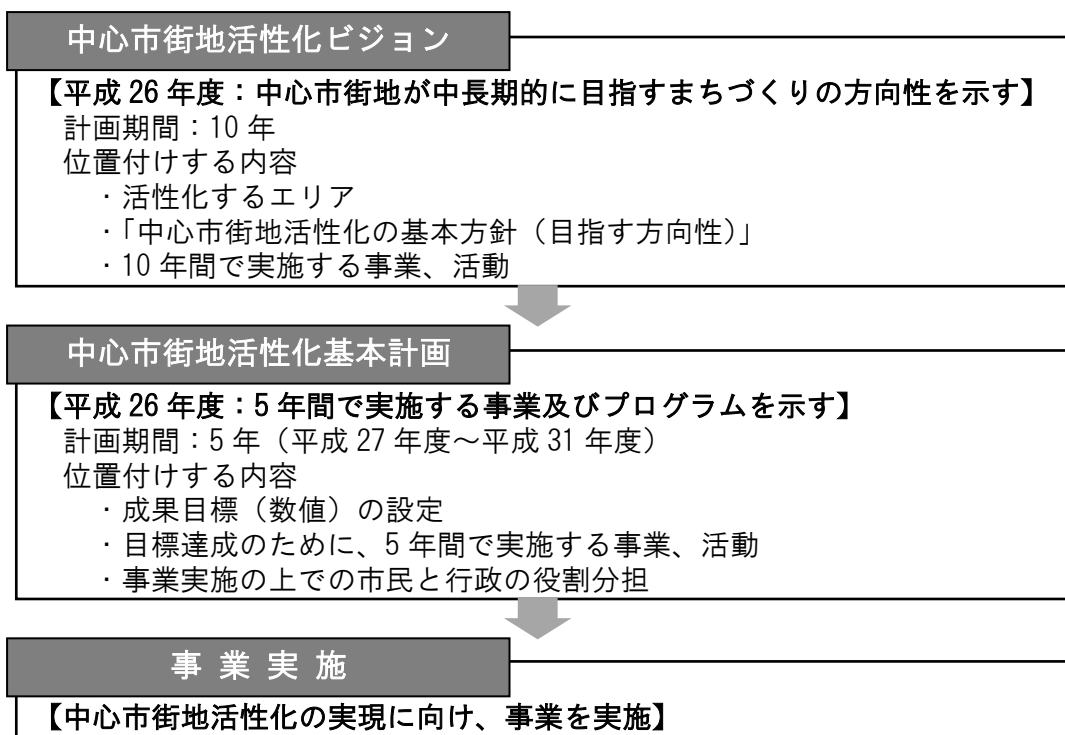 中心市街地活性化ビジョン
【平成 26 年度：中心市街地が中長期的に目指すまちづくりの方向性を示す】
計画期間：10 年
位置付けする内容
・活性化するエリア
・「中心市街地活性化の基本方針（目指す方向性）」
・10 年間で実施する事業、活動
中心市街地活性化基本計画
【平成 26 年度：5 年間で実施する事業及びプログラムを示す】
計画期間：5 年（平成 27 年度～平成 31 年度）
位置付けする内容
・成果目標（数値）の設定
・目標達成のために、5 年間で実施する事業、活動
・事業実施の上での市民と行政の役割分担
事 業 実 施
【中心市街地活性化の実現に向け、事業を実施】